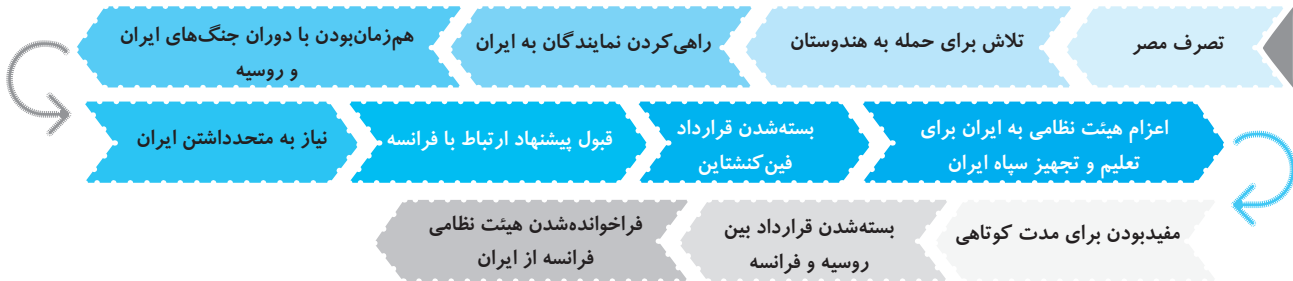 تصرف مصر
تلاش برای حمله به هندوستان
راهی‌کردن نمایندگان به ایران
هم‌زمان‌بودن با دوران جنگ‌های ایران
و روسیه
نیاز به متحدداشتن ایران
قبول پیشنهاد ارتباط با فرانسه
بسته‌شدن قرارداد
فین‌کنشتاین
اعزام هیئت نظامی به ایران برای
تعلیم و تجهیز سپاه ایران
مفیدبودن برای مدت کوتاهی
بسته‌شدن قرارداد بین
روسیه و فرانسه
فراخوانده‌شدن هیئت نظامی
فرانسه از ایران